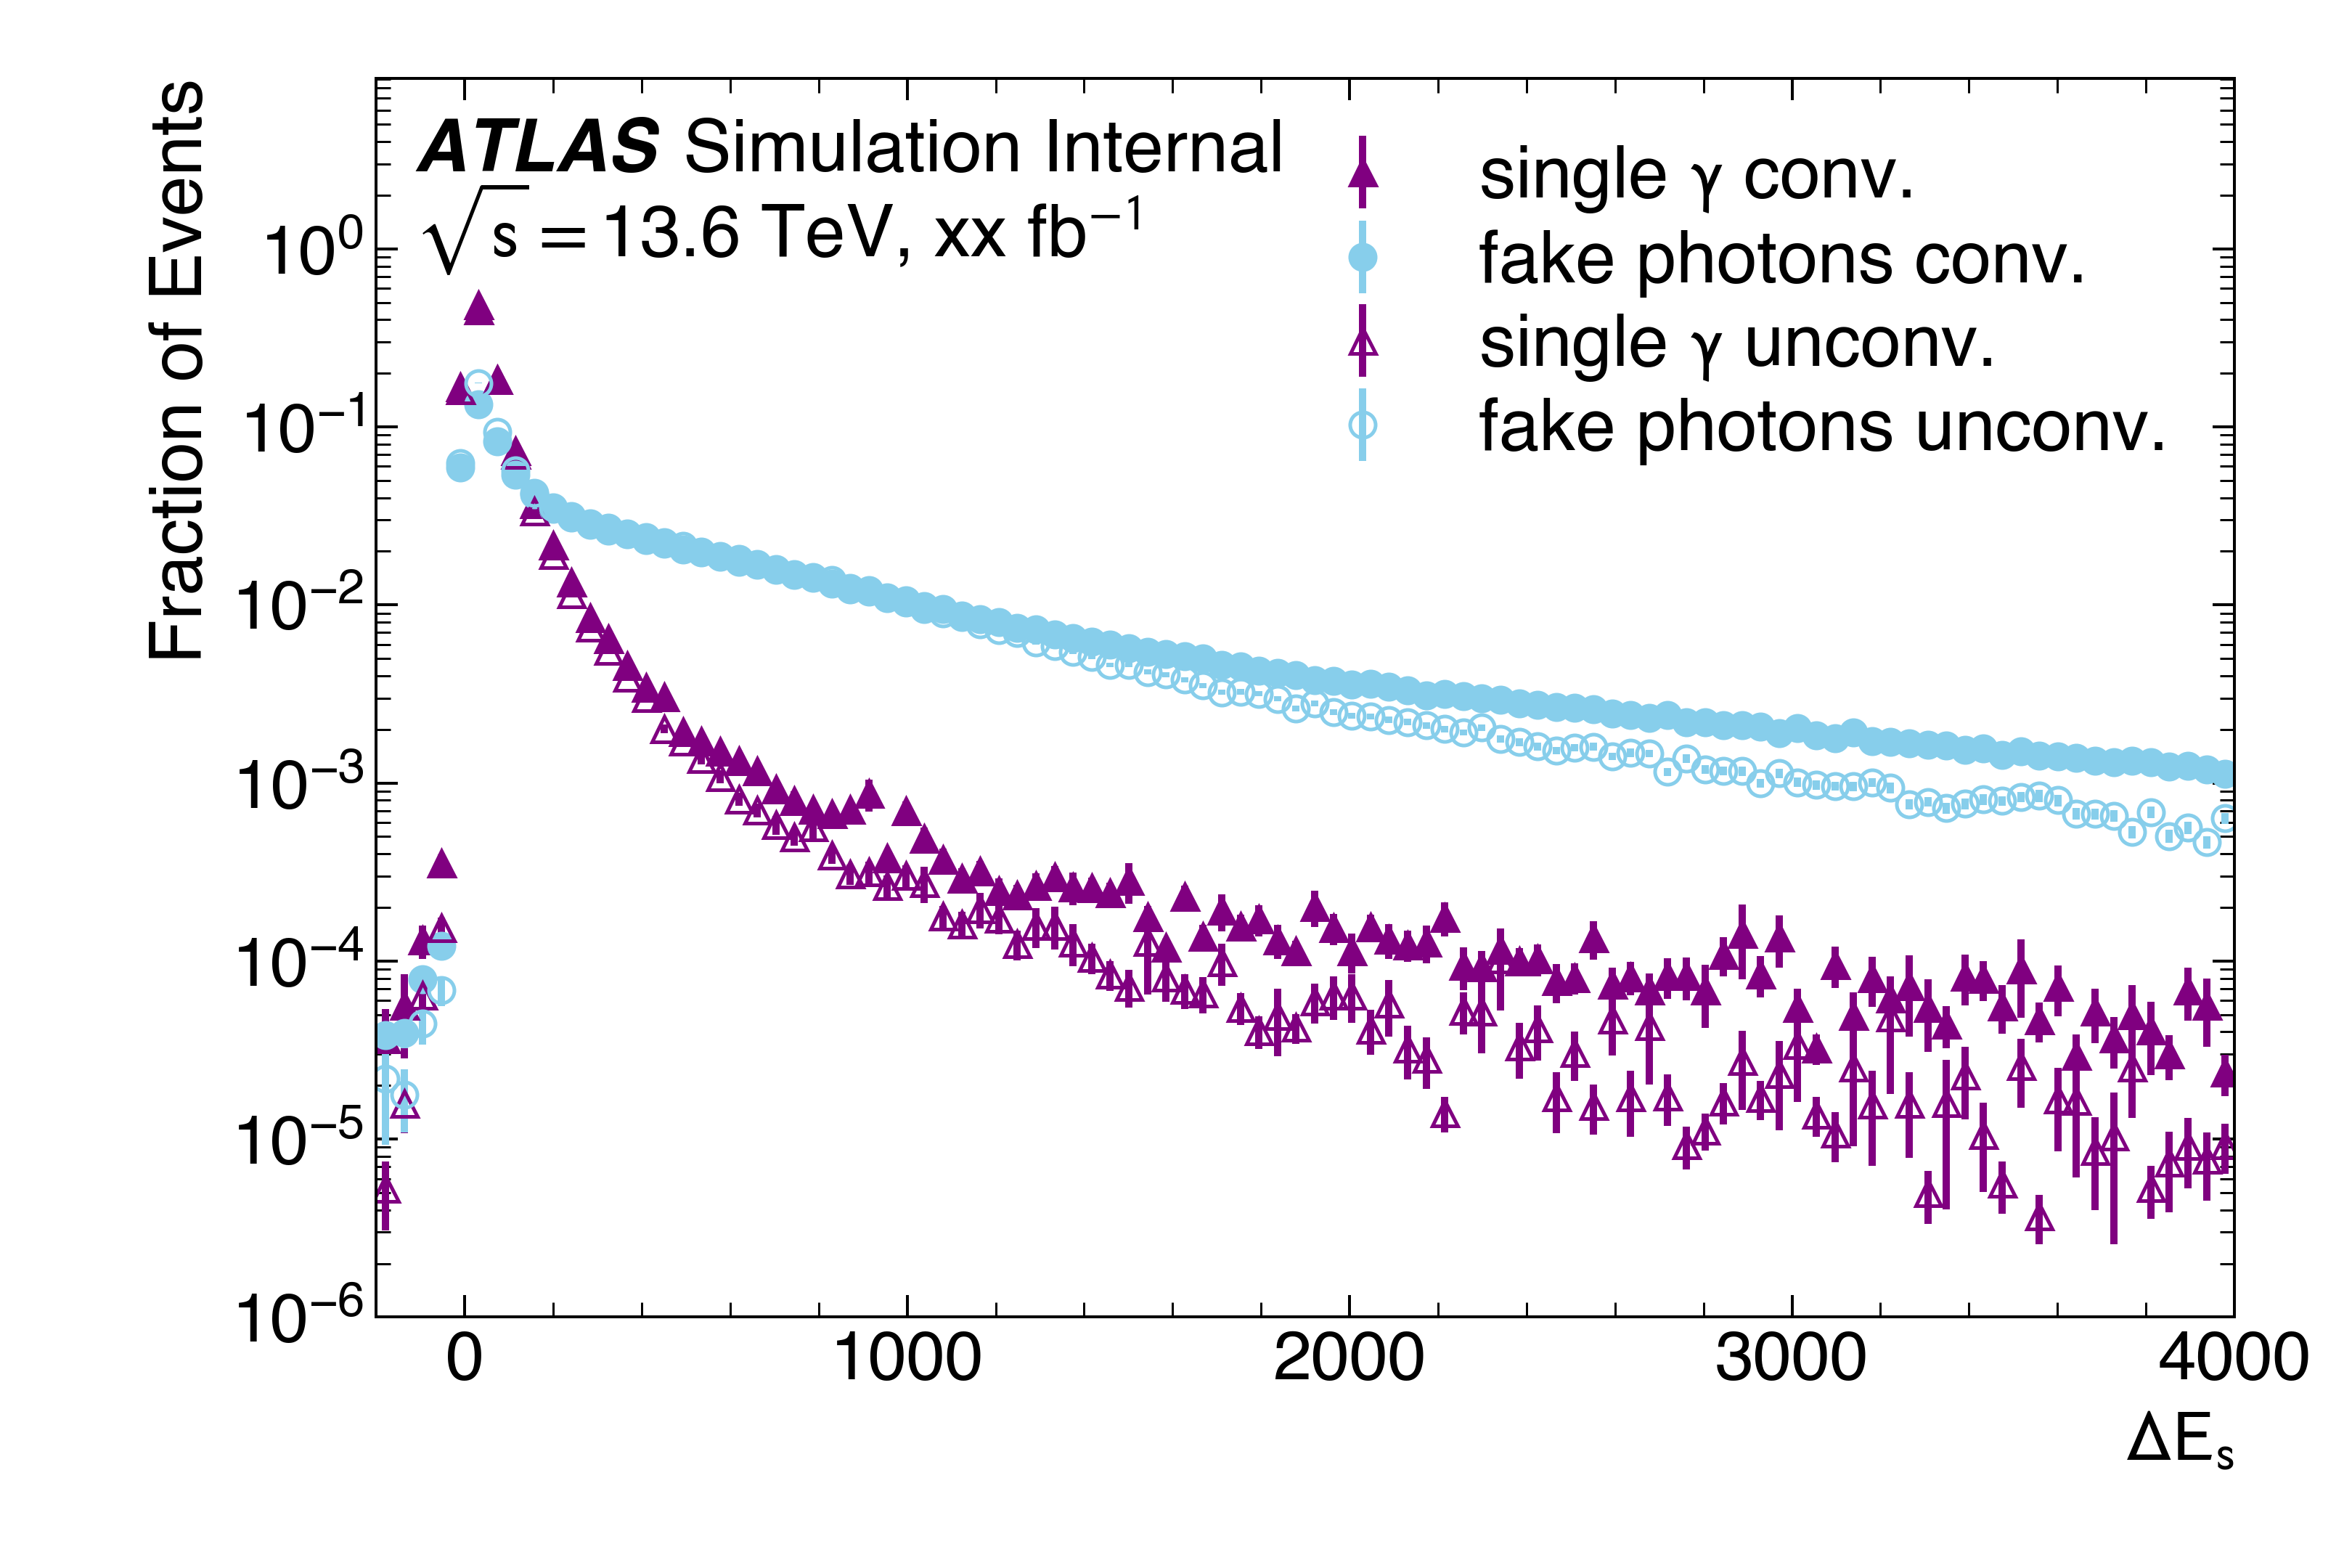 ATLAS Simulation Internal
√s = 13.6 TeV, xx fb⁻¹
single γ conv.
fake photons conv.
single γ unconv.
fake photons unconv.
Fraction of Events
10⁰
10⁻¹
10⁻²
10⁻³
10⁻⁴
10⁻⁵
10⁻⁶
0 1000 2000 3000 4000
ΔEₛ